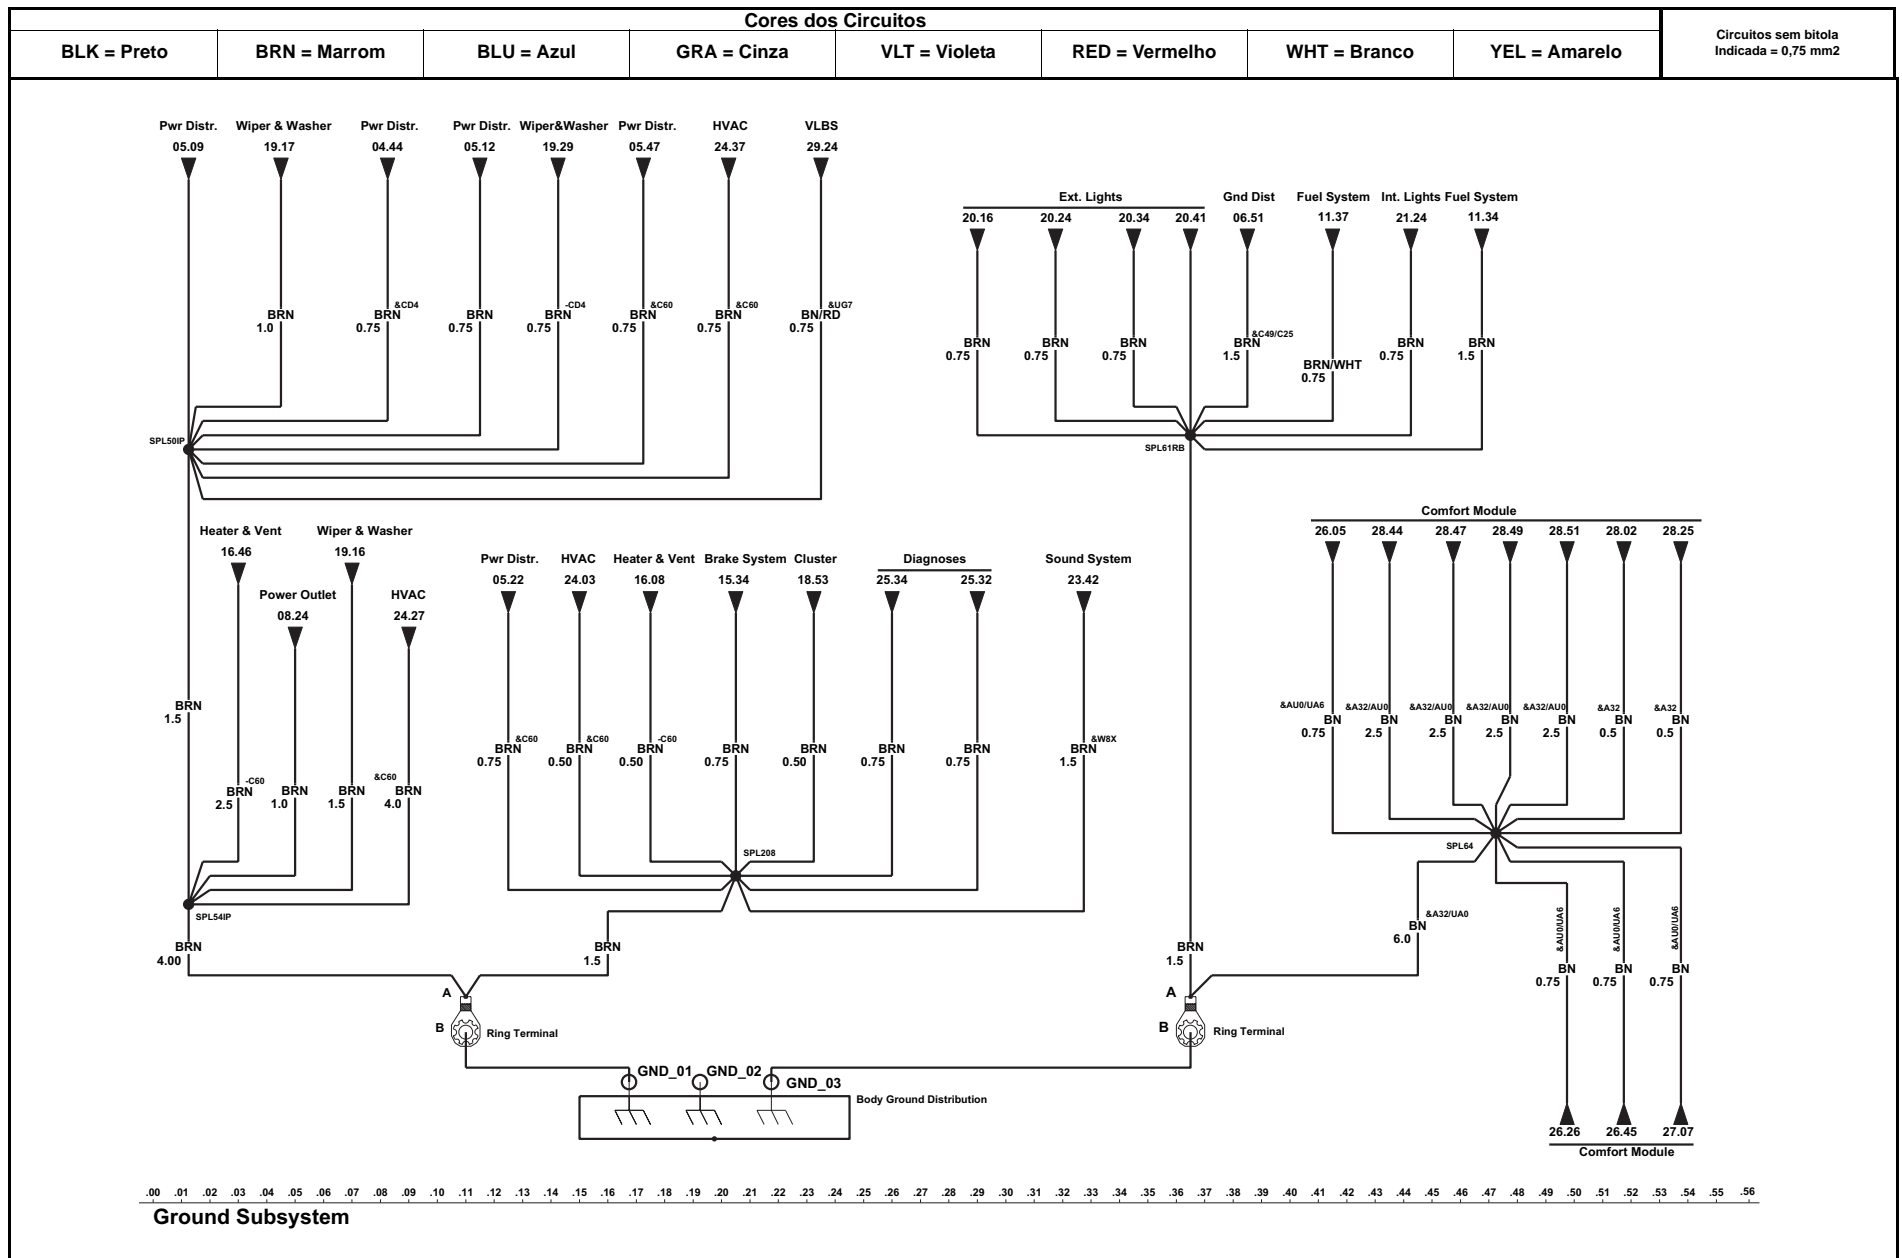 Cores dos Circuitos
BLK = Preto
BRN = Marrom
BLU = Azul
GRA = Cinza
VLT = Violeta
RED = Vermelho
WHT = Branco
YEL = Amarelo
Circuitos sem bitola
Indicada = 0,75 mm2
Pwr Distr. Wiper & Washer Pwr Distr. Pwr Distr. Wiper&Washer Pwr Distr. HVAC VLBS
05.09 19.17 04.44 05.12 19.29 05.47 24.37 29.24
&CD4 -CD4 &C60 &C60 &UG7
BRN BRN BRN BRN BRN BRN BN/RD
1.0 0.75 0.75 0.75 0.75 0.75 0.75
SPL50IP
Ext. Lights Gnd Dist Fuel System Int. Lights Fuel System
20.16 20.24 20.34 20.41 06.51 11.37 21.24 11.34
&C49/C25
BRN BRN BRN BRN BRN BRN
0.75 0.75 0.75 1.5 0.75 1.5
BRN/WHT
0.75
SPL61RB
Heater & Vent Wiper & Washer
16.46 19.16
Power Outlet HVAC
08.24 24.27
BRN
1.5
-C60 &C60
BRN BRN BRN BRN
2.5 1.0 1.5 4.0
SPL54IP
BRN
4.00
Pwr Distr. HVAC Heater & Vent Brake System Cluster Diagnoses Sound System
05.22 24.03 16.08 15.34 18.53 25.34 25.32 23.42
&C60 &C60 -C60 &W8X
BRN BRN BRN BRN BRN BRN BRN BRN
0.75 0.50 0.50 0.75 0.50 0.75 0.75 1.5
SPL208
BRN
1.5
Comfort Module
26.05 28.44 28.47 28.49 28.51 28.02 28.25
&AU0/UA6 &A32/AU0 &A32/AU0 &A32/AU0 &A32/AU0 &A32 &A32
BN BN BN BN BN BN BN
0.75 2.5 2.5 2.5 2.5 0.5 0.5
SPL64
&A32/UA0
BN
6.0
BRN
1.5
&AU0/UA6 &AU0/UA6 &AU0/UA6
BN BN BN
0.75 0.75 0.75
26.26 26.45 27.07
Comfort Module
A
B
Ring Terminal
A
B
Ring Terminal
GND_01 GND_02 GND_03
Body Ground Distribution
.00 .01 .02 .03 .04 .05 .06 .07 .08 .09 .10 .11 .12 .13 .14 .15 .16 .17 .18 .19 .20 .21 .22 .23 .24 .25 .26 .27 .28 .29 .30 .31 .32 .33 .34 .35 .36 .37 .38 .39 .40 .41 .42 .43 .44 .45 .46 .47 .48 .49 .50 .51 .52 .53 .54 .55 .56
Ground Subsystem